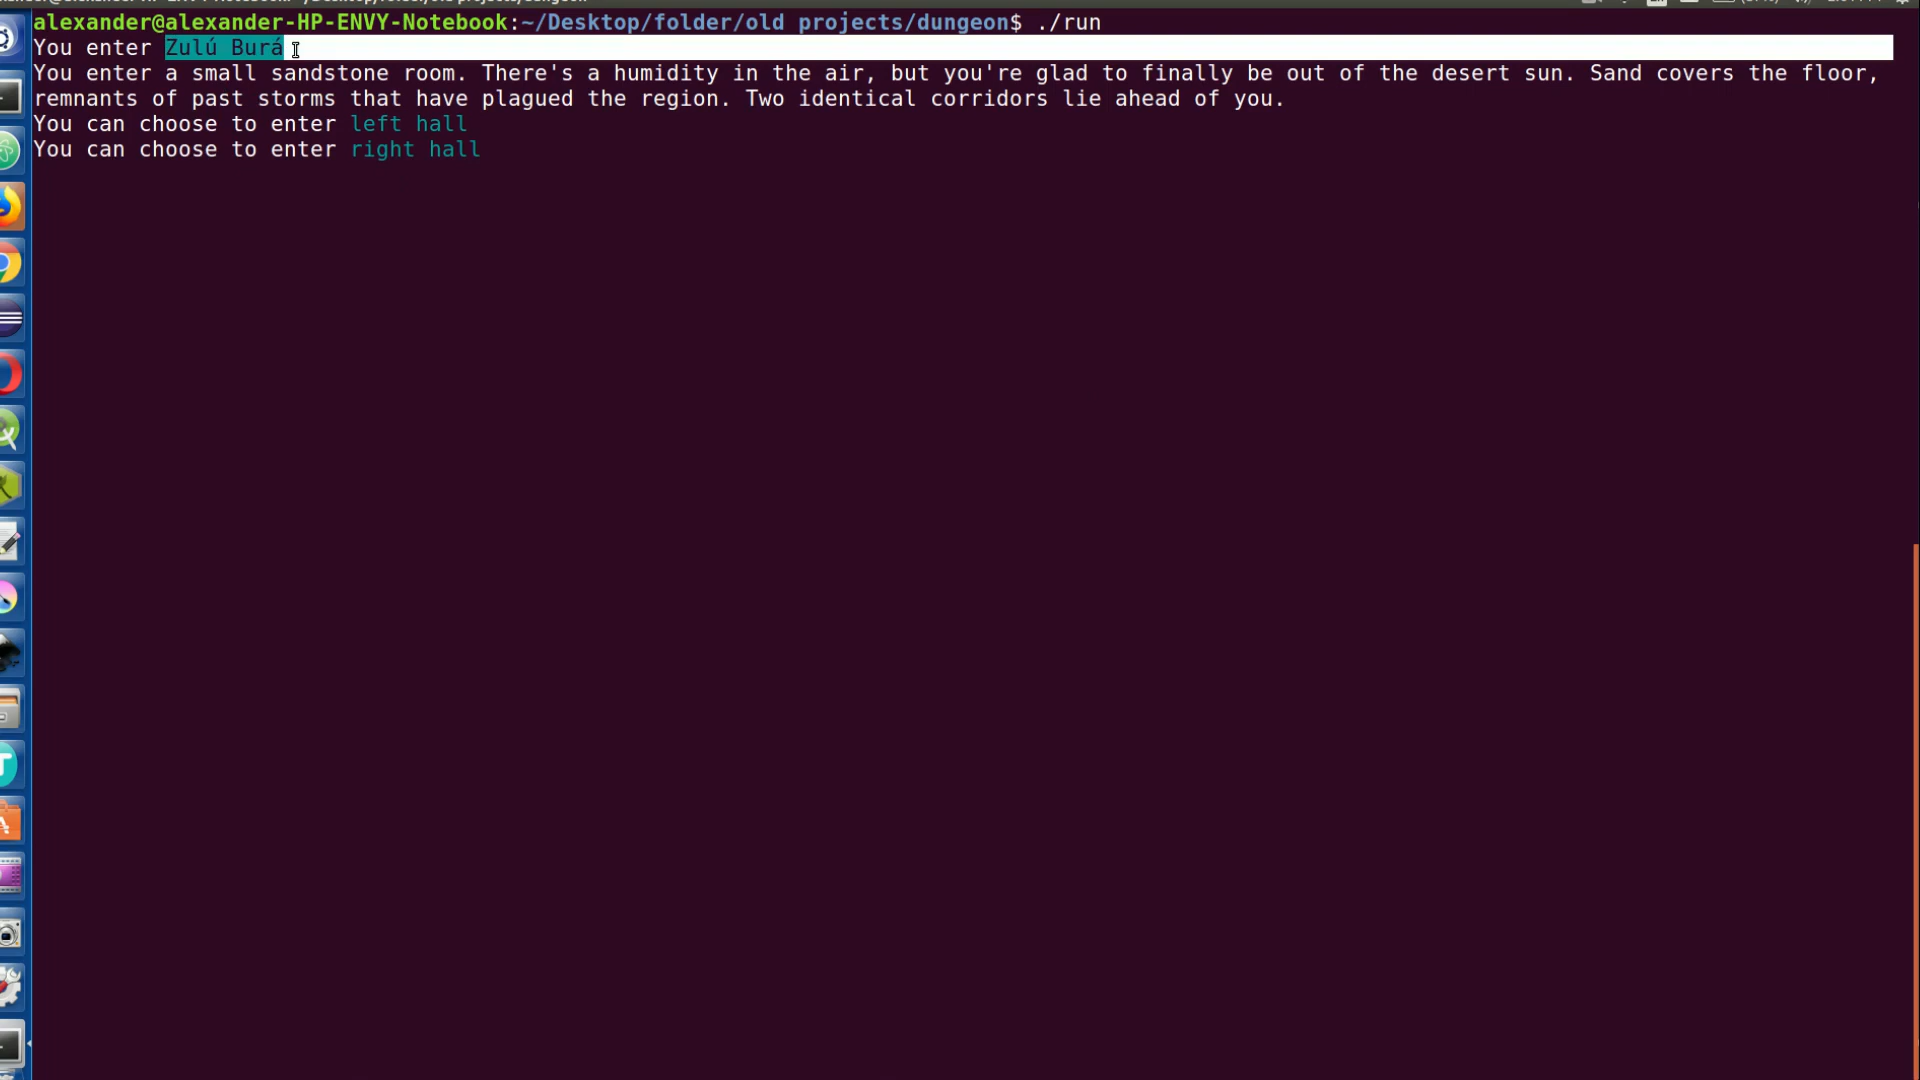 alexander@alexander-HP-ENVY-Notebook:~/Desktop/folder/old projects/dungeon$ ./run
You enter Zulú Burá
You enter a small sandstone room. There's a humidity in the air, but you're glad to finally be out of the desert sun. Sand covers the floor,
remnants of past storms that have plagued the region. Two identical corridors lie ahead of you.
You can choose to enter left hall
You can choose to enter right hall